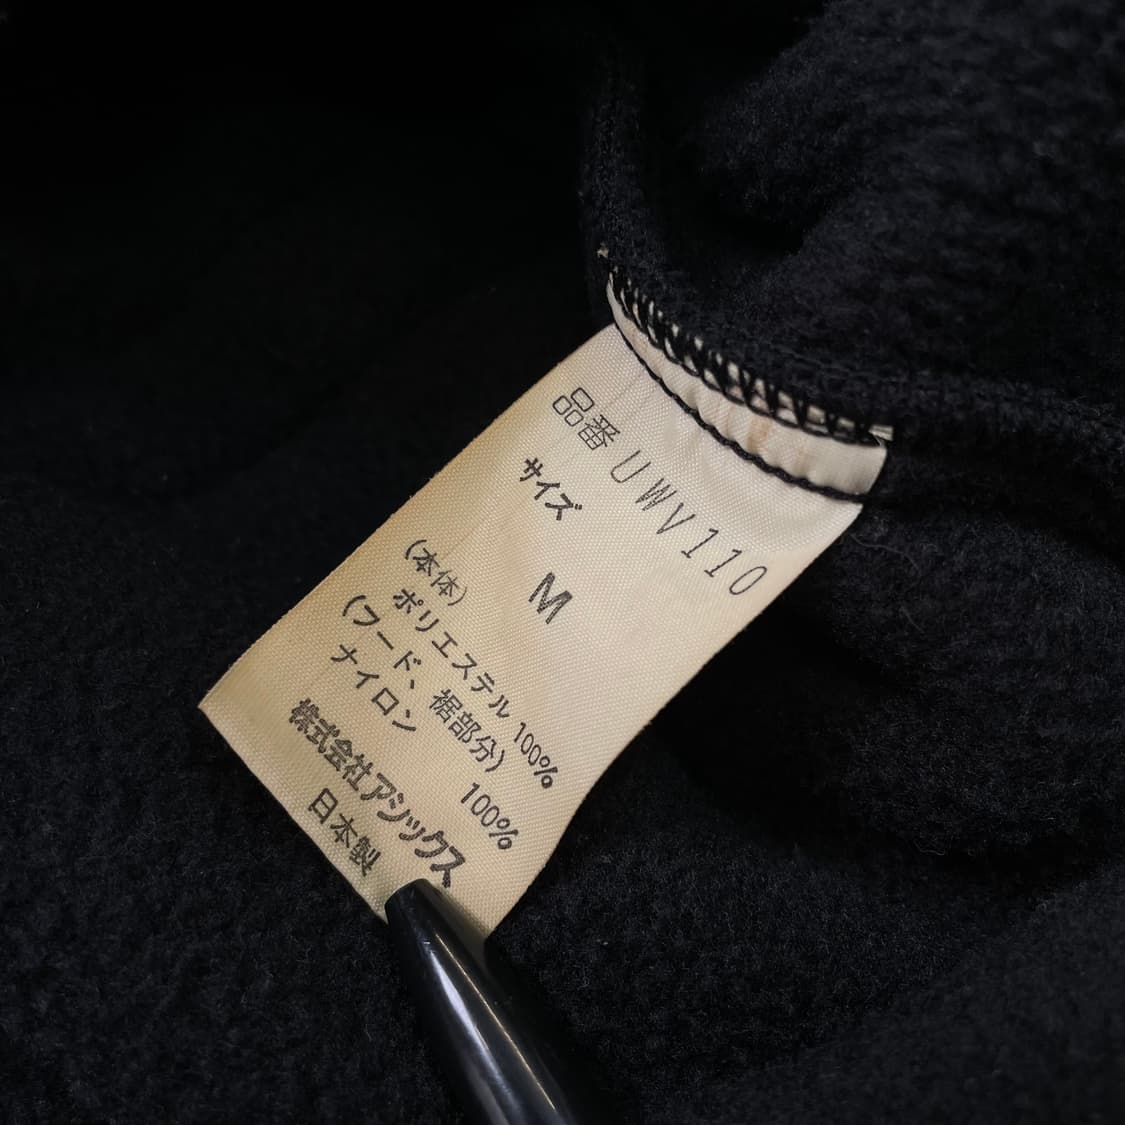 品番 UWV110
サイズ
M
(本体)
ポリエステル 100%
(フード、裾部分)
ナイロン 100%
株式会社アシックス
日本製